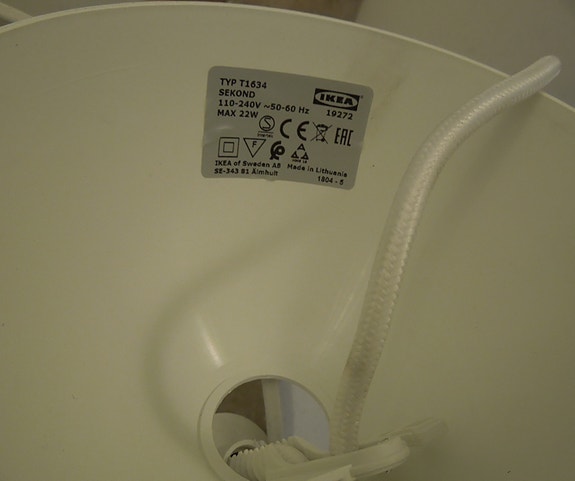 TYP T1634
SEKOND
IKEA
110-240V ~50-60 Hz 19272
MAX 22W
CE EAC
F
IKEA of Sweden AB Made in Lithuania
SE-343 81 Älmhult 1804 - 5